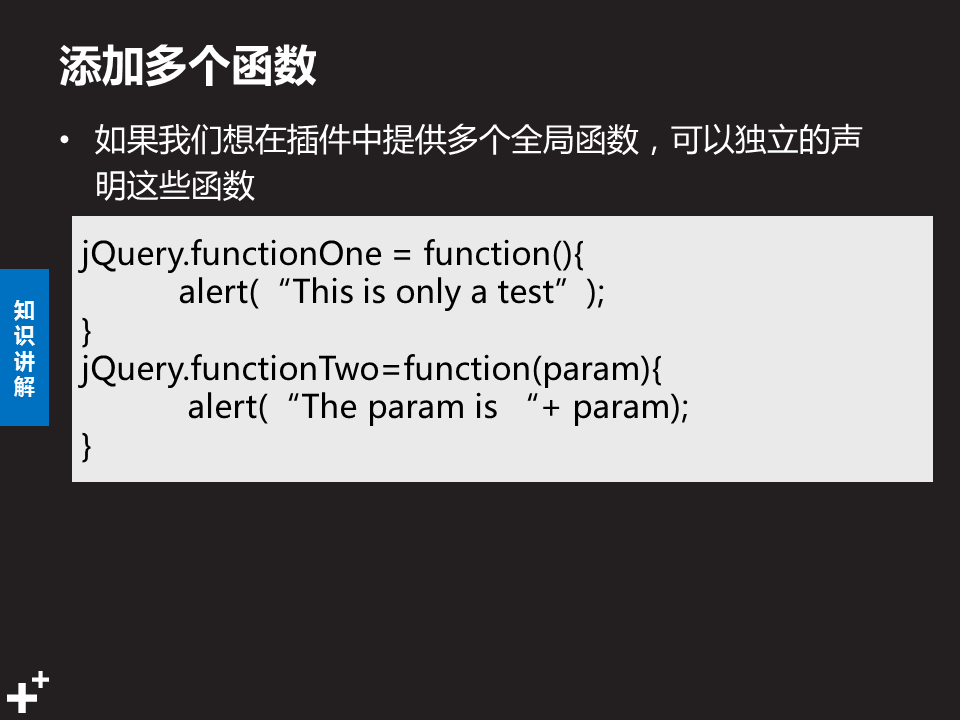 添加多个函数
• 如果我们想在插件中提供多个全局函数，可以独立的声
明这些函数
jQuery.functionOne = function(){
alert(“This is only a test”);
}
jQuery.functionTwo=function(param){
alert(“The param is “+ param);
}
知
识
讲
解